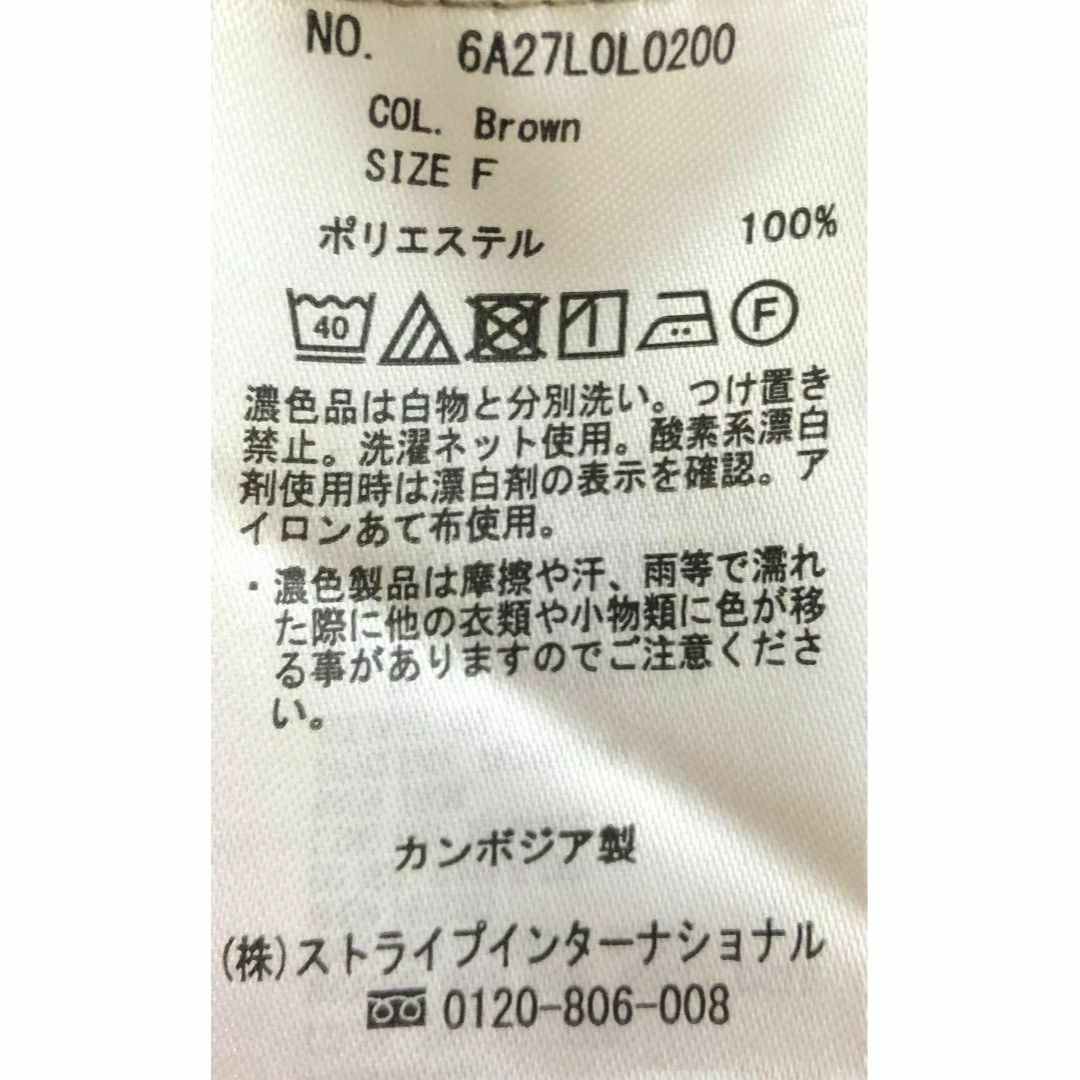 NO. 6A27L0L0200
COL. Brown
SIZE F
ポリエステル 100%
40 F
濃色品は白物と分別洗い。つけ置き
禁止。洗濯ネット使用。酸素系漂白
剤使用時は漂白剤の表示を確認。ア
イロンあて布使用。
・濃色製品は摩擦や汗、雨等で濡れ
た際に他の衣類や小物類に色が移
る事がありますのでご注意くださ
い。
カンボジア製
(株)ストライプインターナショナル
0120-806-008